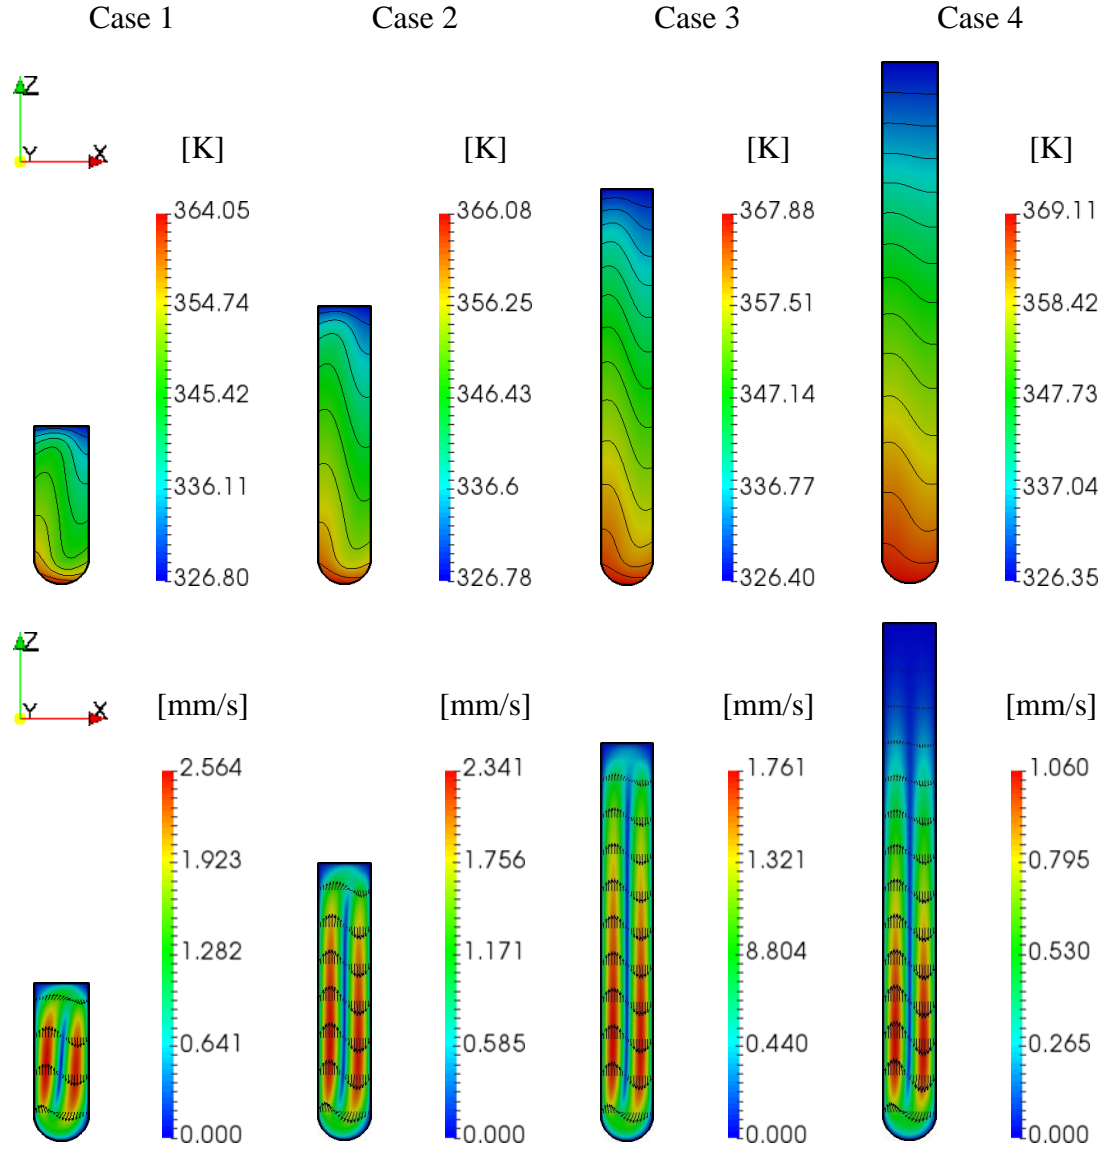 Case 1 Case 2 Case 3 Case 4
Z
Y X
[K] [K] [K] [K]
364.05 366.08 367.88 369.11
354.74 356.25 357.51 358.42
345.42 346.43 347.14 347.73
336.11 336.6 336.77 337.04
326.80 326.78 326.40 326.35
Z
Y X
[mm/s] [mm/s] [mm/s] [mm/s]
2.564 2.341 1.761 1.060
1.923 1.756 1.321 0.795
1.282 1.171 8.804 0.530
0.641 0.585 0.440 0.265
0.000 0.000 0.000 0.000